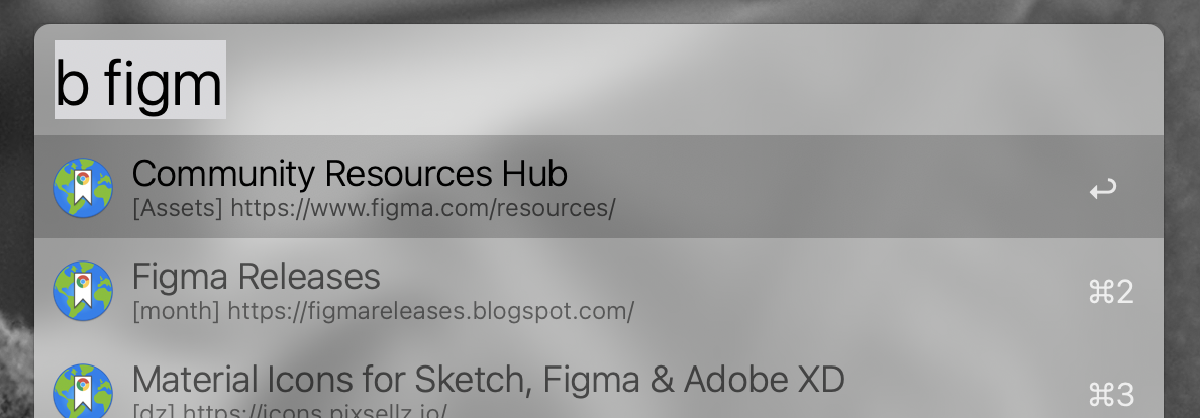 b figm
Community Resources Hub
[Assets] https://www.figma.com/resources/
↩
Figma Releases
[month] https://figmareleases.blogspot.com/
⌘2
Material Icons for Sketch, Figma & Adobe XD
[dz] https://icons.pixsellz.io/
⌘3